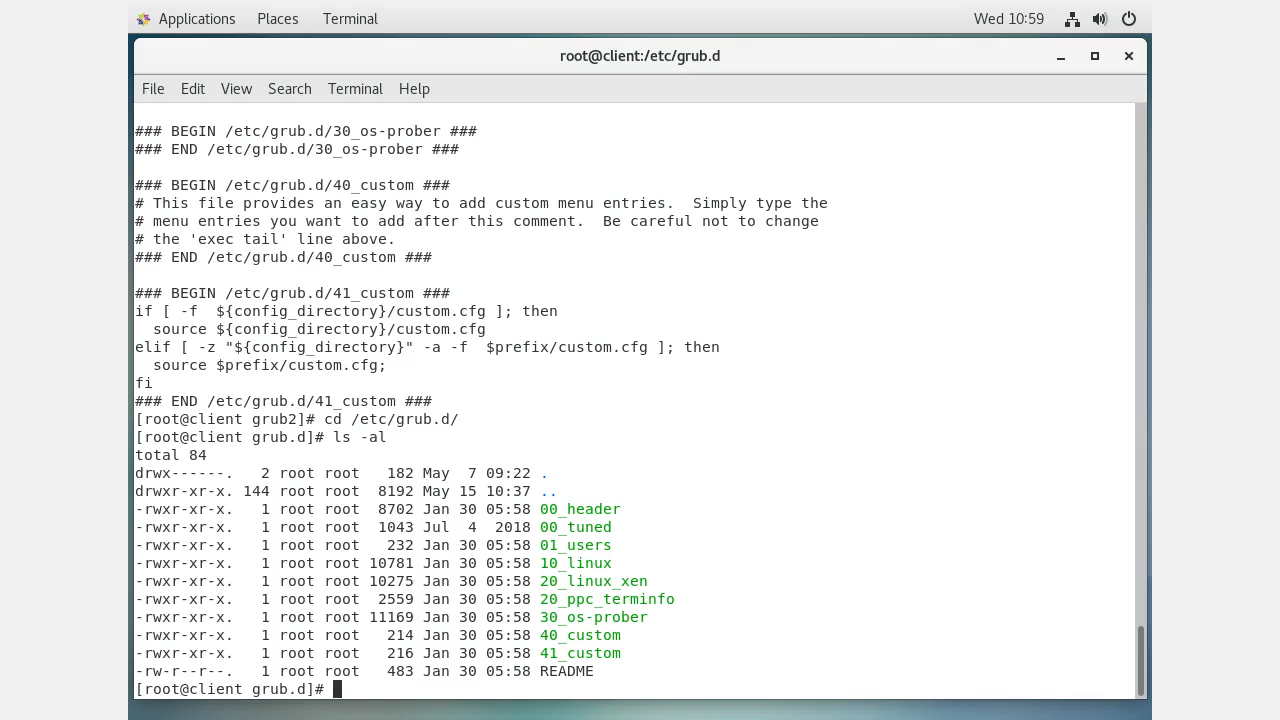 Applications Places Terminal Wed 10:59
root@client:/etc/grub.d
File Edit View Search Terminal Help
### BEGIN /etc/grub.d/30_os-prober ###
### END /etc/grub.d/30_os-prober ###
### BEGIN /etc/grub.d/40_custom ###
# This file provides an easy way to add custom menu entries.  Simply type the
# menu entries you want to add after this comment.  Be careful not to change
# the 'exec tail' line above.
### END /etc/grub.d/40_custom ###
### BEGIN /etc/grub.d/41_custom ###
if [ -f  ${config_directory}/custom.cfg ]; then
  source ${config_directory}/custom.cfg
elif [ -z "${config_directory}" -a -f  $prefix/custom.cfg ]; then
  source $prefix/custom.cfg;
fi
### END /etc/grub.d/41_custom ###
[root@client grub2]# cd /etc/grub.d/
[root@client grub.d]# ls -al
total 84
drwx------.   2 root root   182 May  7 09:22 .
drwxr-xr-x. 144 root root  8192 May 15 10:37 ..
-rwxr-xr-x.   1 root root  8702 Jan 30 05:58 00_header
-rwxr-xr-x.   1 root root  1043 Jul  4  2018 00_tuned
-rwxr-xr-x.   1 root root   232 Jan 30 05:58 01_users
-rwxr-xr-x.   1 root root 10781 Jan 30 05:58 10_linux
-rwxr-xr-x.   1 root root 10275 Jan 30 05:58 20_linux_xen
-rwxr-xr-x.   1 root root  2559 Jan 30 05:58 20_ppc_terminfo
-rwxr-xr-x.   1 root root 11169 Jan 30 05:58 30_os-prober
-rwxr-xr-x.   1 root root   214 Jan 30 05:58 40_custom
-rwxr-xr-x.   1 root root   216 Jan 30 05:58 41_custom
-rw-r--r--.   1 root root   483 Jan 30 05:58 README
[root@client grub.d]#